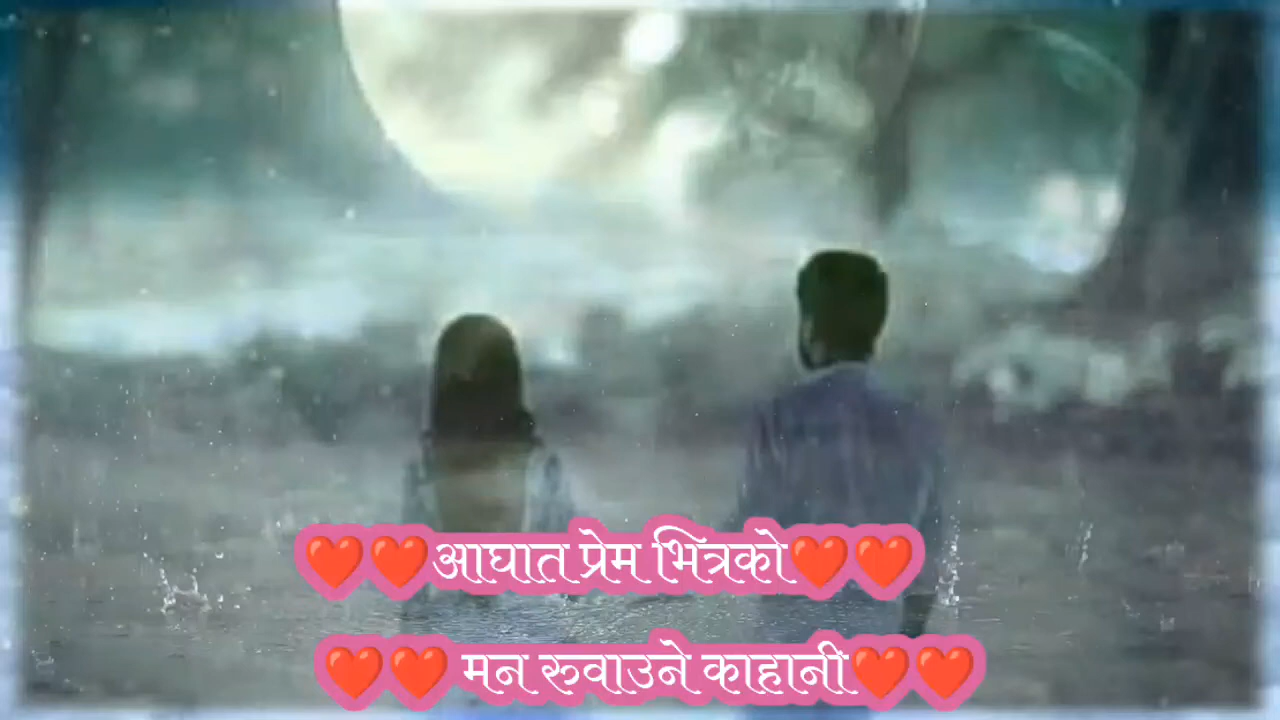 ❤️❤️आघात प्रेम भित्रको❤️❤️
❤️❤️ मन रुवाउने काहानी❤️❤️